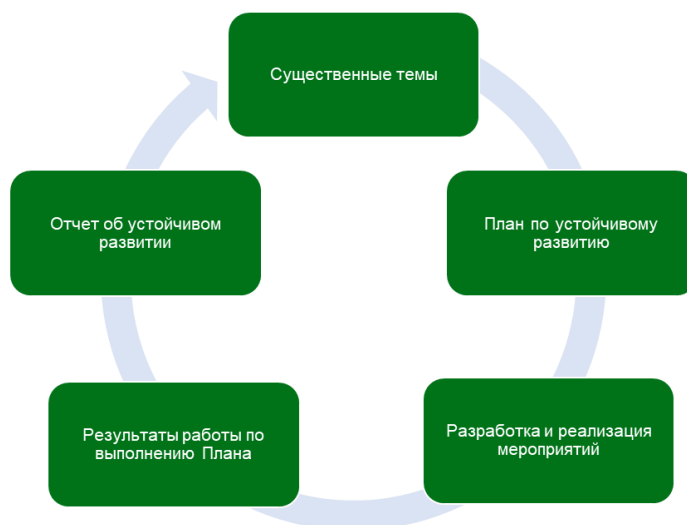 Существенные темы
Отчет об устойчивом
развитии
План по устойчивому
развитию
Результаты работы по
выполнению Плана
Разработка и реализация
мероприятий